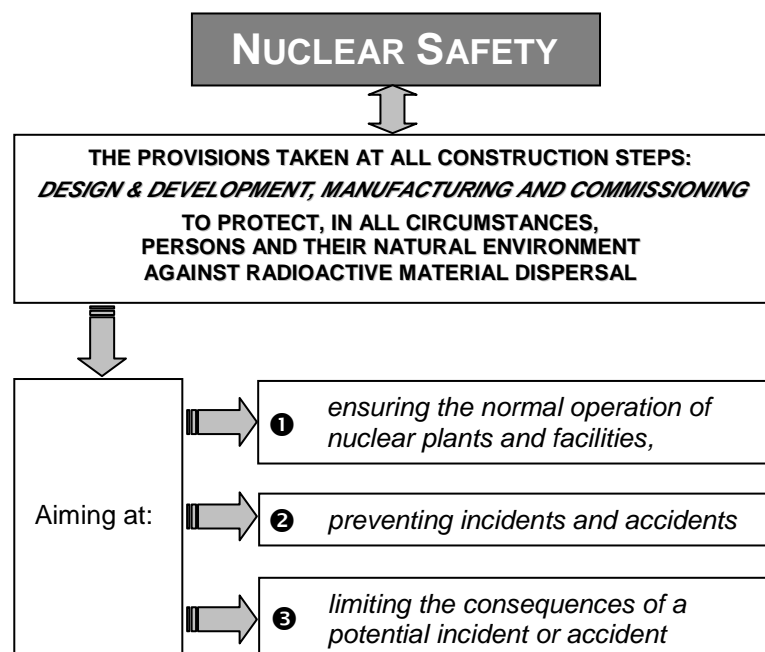 NUCLEAR SAFETY
THE PROVISIONS TAKEN AT ALL CONSTRUCTION STEPS:
DESIGN & DEVELOPMENT, MANUFACTURING AND COMMISSIONING
TO PROTECT, IN ALL CIRCUMSTANCES,
PERSONS AND THEIR NATURAL ENVIRONMENT
AGAINST RADIOACTIVE MATERIAL DISPERSAL
Aiming at:
❶ ensuring the normal operation of
nuclear plants and facilities,
❷ preventing incidents and accidents
❸ limiting the consequences of a
potential incident or accident